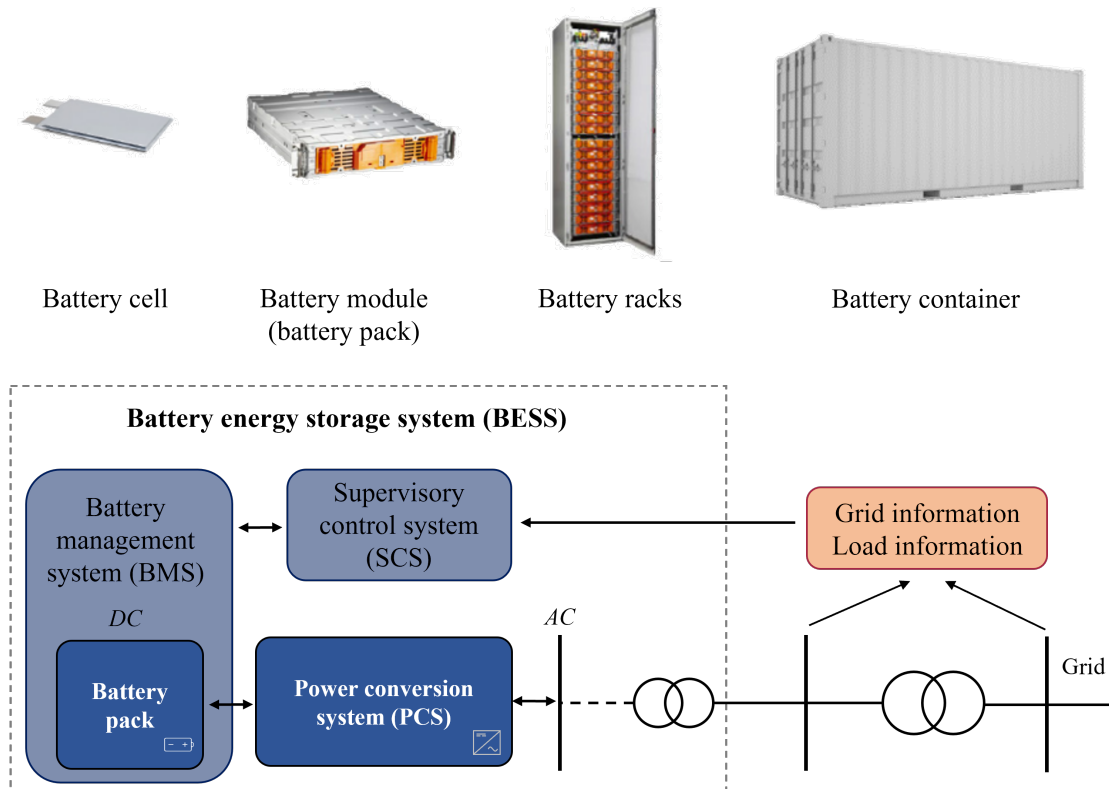 Battery cell
Battery module
(battery pack)
Battery racks
Battery container
Battery energy storage system (BESS)
Battery
management
system (BMS)
Supervisory
control system
(SCS)
Grid information
Load information
DC
AC
Battery
pack
Power conversion
system (PCS)
Grid